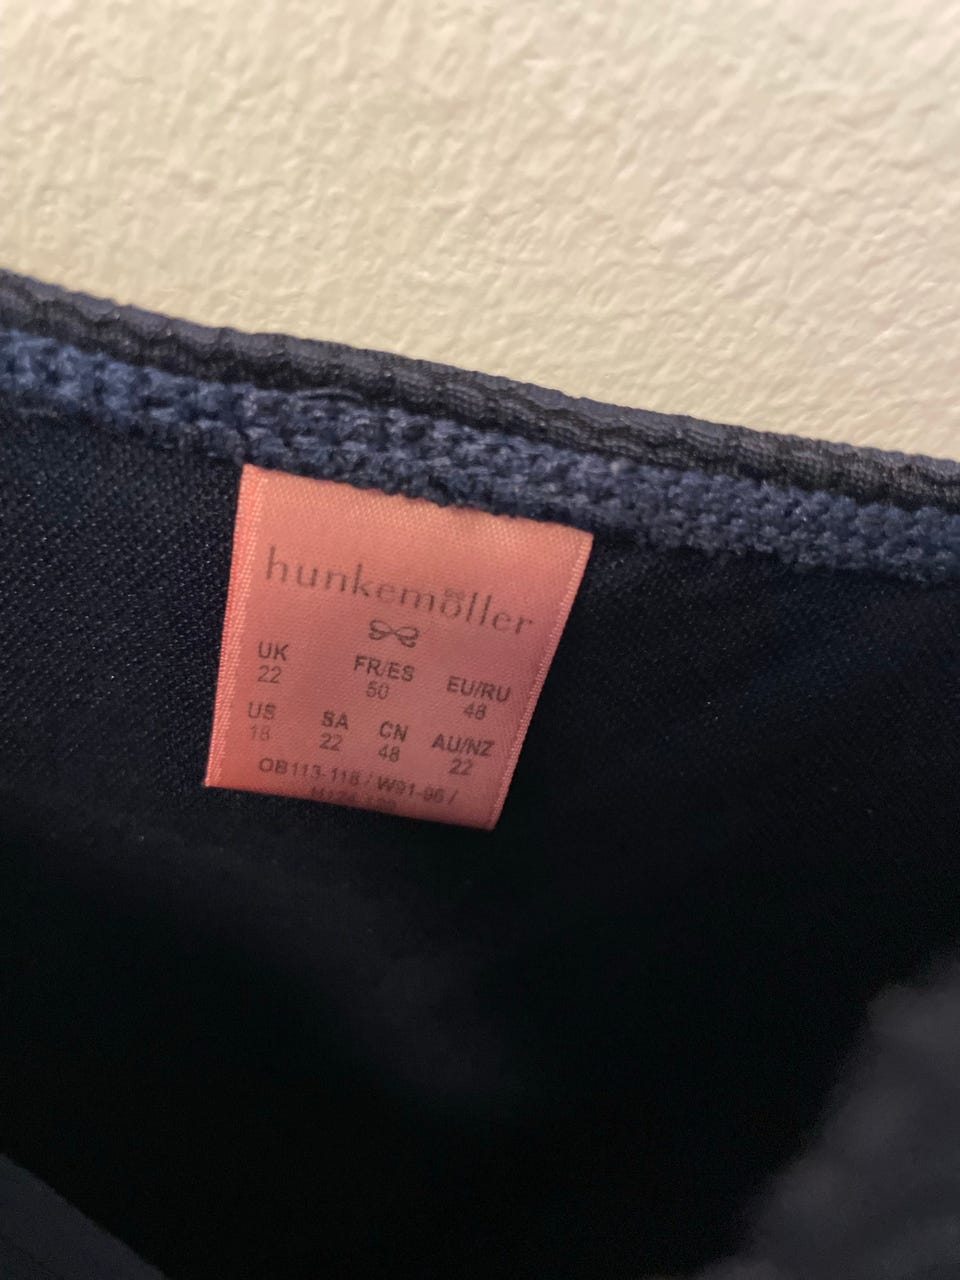 hunkemöller
UK FR/ES EU/RU
22 50 48
US SA CN AU/NZ
18 22 48 22
OB113-118 / W91-96 /